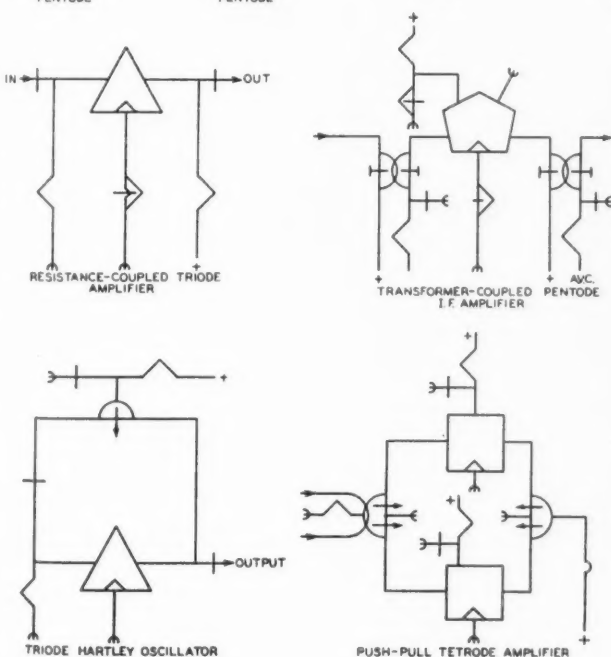 PENTODE PENTODE
IN OUT
RESISTANCE-COUPLED TRIODE
AMPLIFIER
+
TRANSFORMER-COUPLED PENTODE
I.F. AMPLIFIER
+ + + A.V.C.
+
OUTPUT
TRIODE HARTLEY OSCILLATOR
+
+
+
PUSH-PULL TETRODE AMPLIFIER